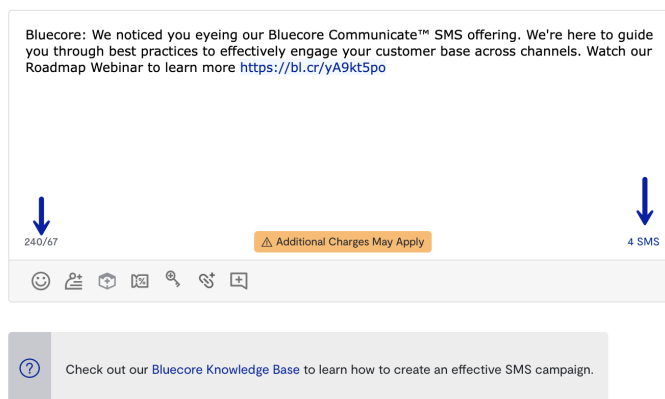 Bluecore: We noticed you eyeing our Bluecore Communicate™ SMS offering. We're here to guide
you through best practices to effectively engage your customer base across channels. Watch our
Roadmap Webinar to learn more https://bl.cr/yA9kt5po
240/67
Additional Charges May Apply
4 SMS
Check out our Bluecore Knowledge Base to learn how to create an effective SMS campaign.